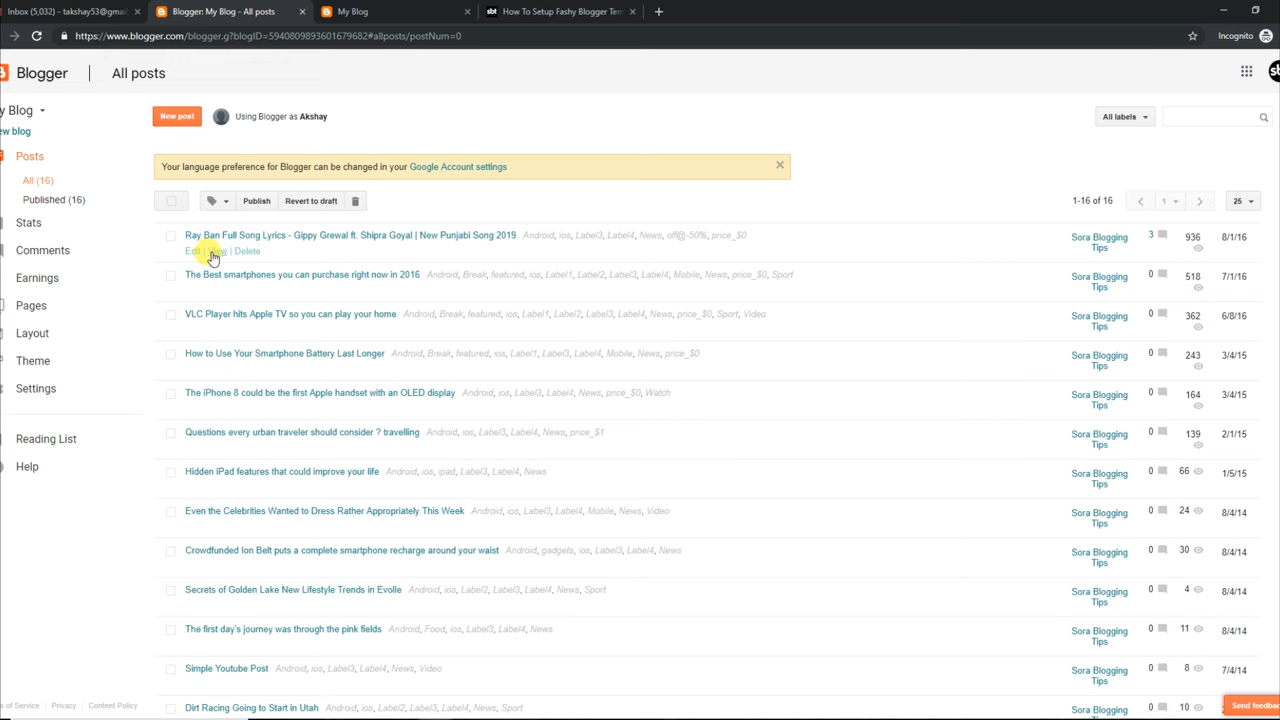 Inbox (5,032) - takshay53@gmail
Blogger: My Blog - All posts
My Blog
How To Setup Fashy Blogger Tem
https://www.blogger.com/blogger.g?blogID=5940809893601679682#allposts/postNum=0
Incognito
Blogger
All posts
y Blog
ew blog
New post
Using Blogger as Akshay
All labels
Your language preference for Blogger can be changed in your Google Account settings
Posts
All (16)
Published (16)
Stats
Comments
Earnings
Pages
Layout
Theme
Settings
Reading List
Help
Publish
Revert to draft
1-16 of 16
1
25
Ray Ban Full Song Lyrics - Gippy Grewal ft. Shipra Goyal | New Punjabi Song 2019 Android, ios, Label3, Label4, News, off@-50%, price_$0
Edit | View | Delete
Sora Blogging Tips
3 936 8/1/16
The Best smartphones you can purchase right now in 2016 Android, Break, featured, ios, Label1, Label2, Label3, Label4, Mobile, News, price_$0, Sport
Sora Blogging Tips
0 518 7/1/16
VLC Player hits Apple TV so you can play your home Android, Break, featured, ios, Label1, Label2, Label3, Label4, News, price_$0, Sport, Video
Sora Blogging Tips
0 362 6/8/16
How to Use Your Smartphone Battery Last Longer Android, Break, featured, ios, Label1, Label3, Label4, Mobile, News, price_$0
Sora Blogging Tips
0 243 3/4/15
The iPhone 8 could be the first Apple handset with an OLED display Android, ios, Label3, Label4, News, price_$0, Watch
Sora Blogging Tips
0 164 3/4/15
Questions every urban traveler should consider ? travelling Android, ios, Label3, Label4, News, price_$1
Sora Blogging Tips
0 139 2/1/15
Hidden iPad features that could improve your life Android, ios, ipad, Label3, Label4, News
Sora Blogging Tips
0 66 1/5/15
Even the Celebrities Wanted to Dress Rather Appropriately This Week Android, ios, Label3, Label4, Mobile, News, Video
Sora Blogging Tips
0 24 8/4/14
Crowdfunded Ion Belt puts a complete smartphone recharge around your waist Android, gadgets, ios, Label3, Label4, News
Sora Blogging Tips
0 30 8/4/14
Secrets of Golden Lake New Lifestyle Trends in Evolle Android, ios, Label2, Label3, Label4, News, Sport
Sora Blogging Tips
0 4 8/4/14
The first day's journey was through the pink fields Android, Food, ios, Label3, Label4, News
Sora Blogging Tips
0 11 8/4/14
Simple Youtube Post Android, ios, Label3, Label4, News, Video
Sora Blogging Tips
0 8 7/4/14
Dirt Racing Going to Start in Utah Android, ios, Label2, Label3, Label4, News, Sport
Sora Blogging
0 10
s of Service | Privacy | Content Policy
Send feedbac